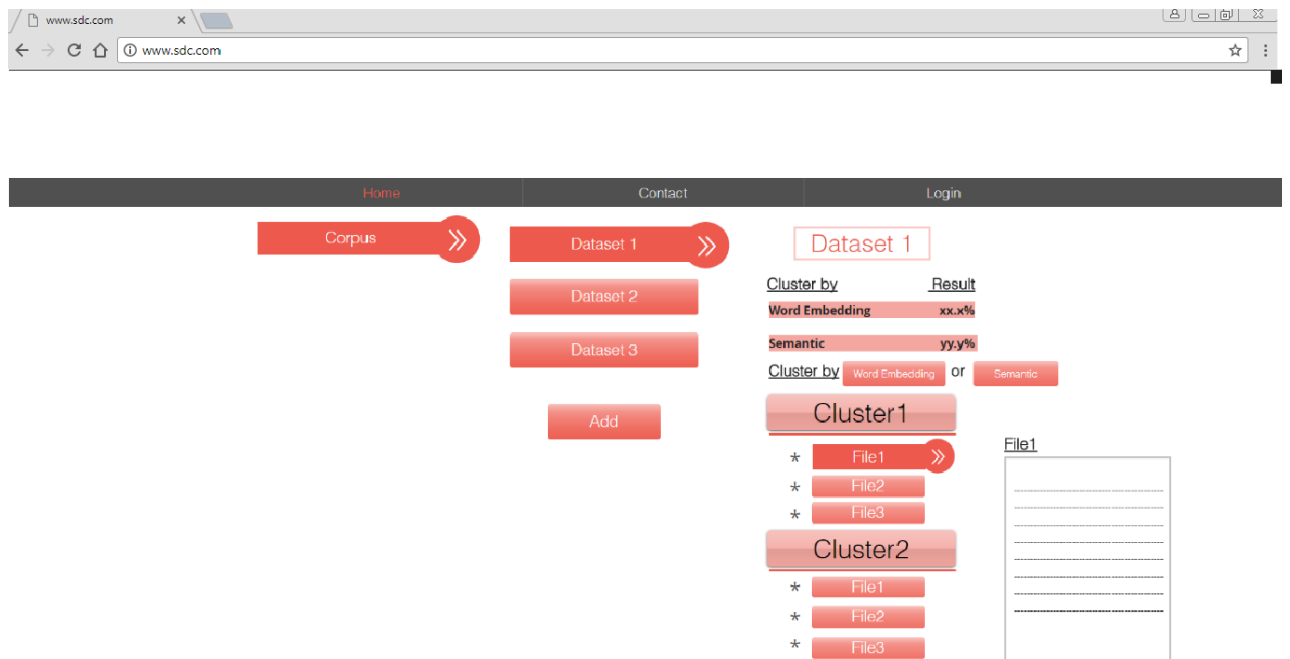 www.sdc.com
www.sdc.com
Home Contact Login
Corpus
Dataset 1
Dataset 2
Dataset 3
Add
Dataset 1
Cluster by Result
Word Embedding xx.x%
Semantic yy.y%
Cluster by Word Embedding or Semantic
Cluster1
* File1
* File2
* File3
Cluster2
* File1
* File2
* File3
File1